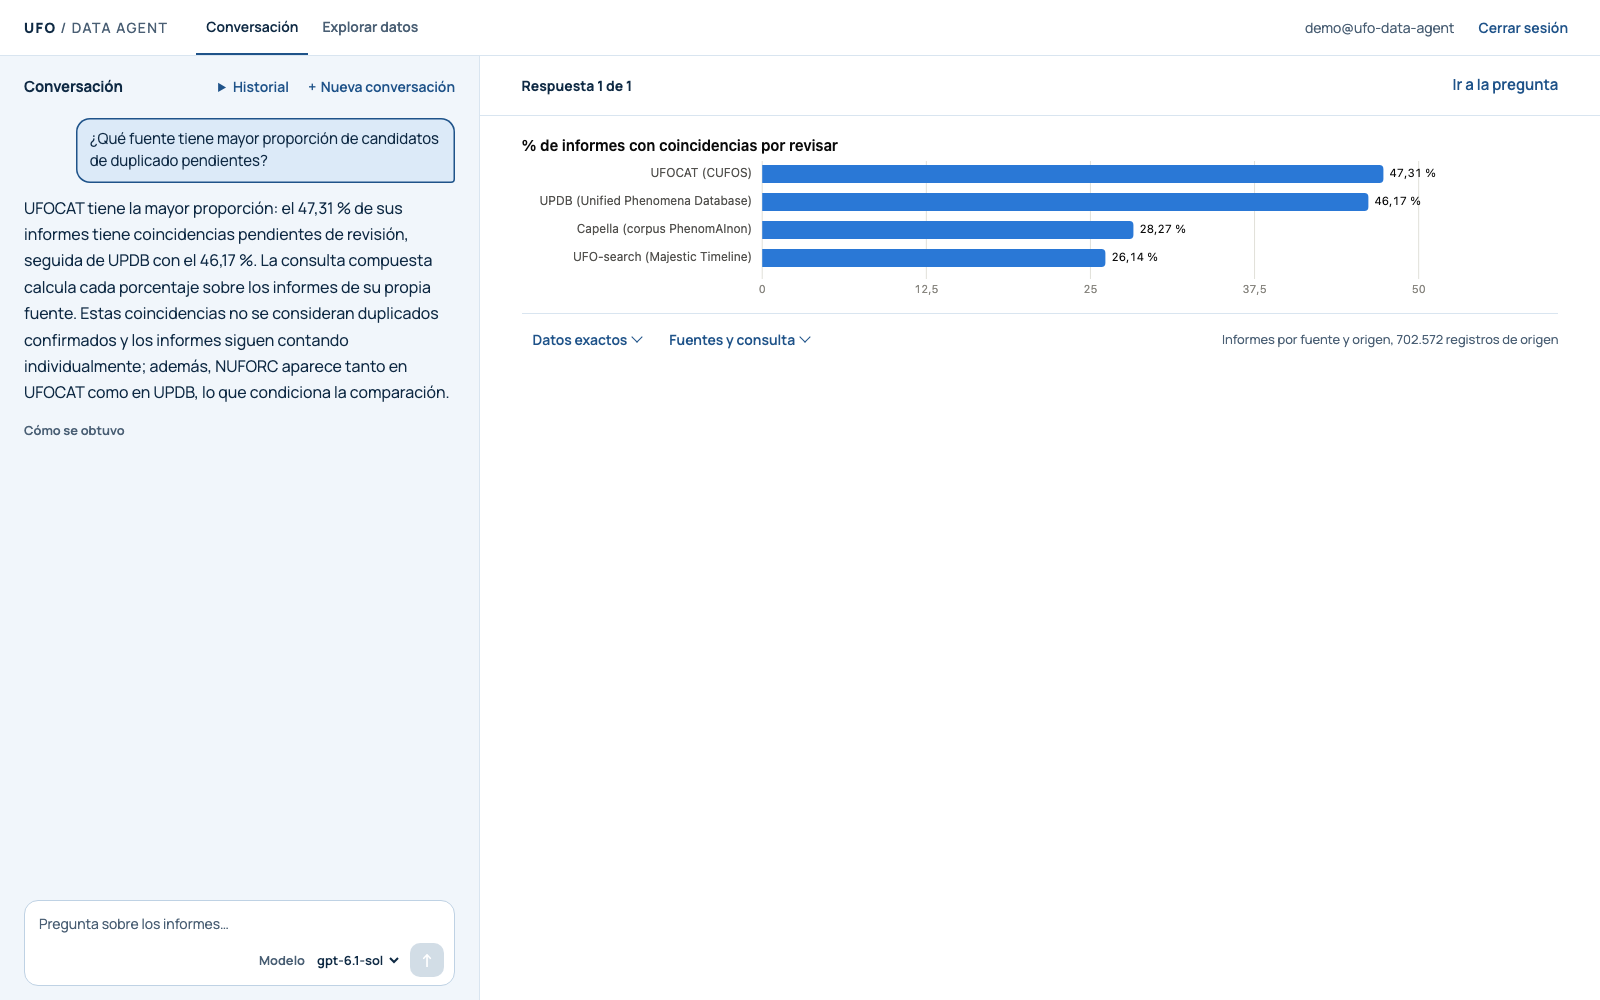 UFO / DATA AGENT
Conversación
Explorar datos
demo@ufo-data-agent
Cerrar sesión
Conversación
▶ Historial
+ Nueva conversación
¿Qué fuente tiene mayor proporción de candidatos
de duplicado pendientes?
UFOCAT tiene la mayor proporción: el 47,31 % de sus
informes tiene coincidencias pendientes de revisión,
seguida de UPDB con el 46,17 %. La consulta compuesta
calcula cada porcentaje sobre los informes de su propia
fuente. Estas coincidencias no se consideran duplicados
confirmados y los informes siguen contando
individualmente; además, NUFORC aparece tanto en
UFOCAT como en UPDB, lo que condiciona la comparación.
Cómo se obtuvo
Pregunta sobre los informes...
Modelo gpt-6.1-sol
Respuesta 1 de 1
Ir a la pregunta
% de informes con coincidencias por revisar
UFOCAT (CUFOS) 47,31 %
UPDB (Unified Phenomena Database) 46,17 %
Capella (corpus PhenomAInon) 28,27 %
UFO-search (Majestic Timeline) 26,14 %
0 12,5 25 37,5 50
Datos exactos
Fuentes y consulta
Informes por fuente y origen, 702.572 registros de origen